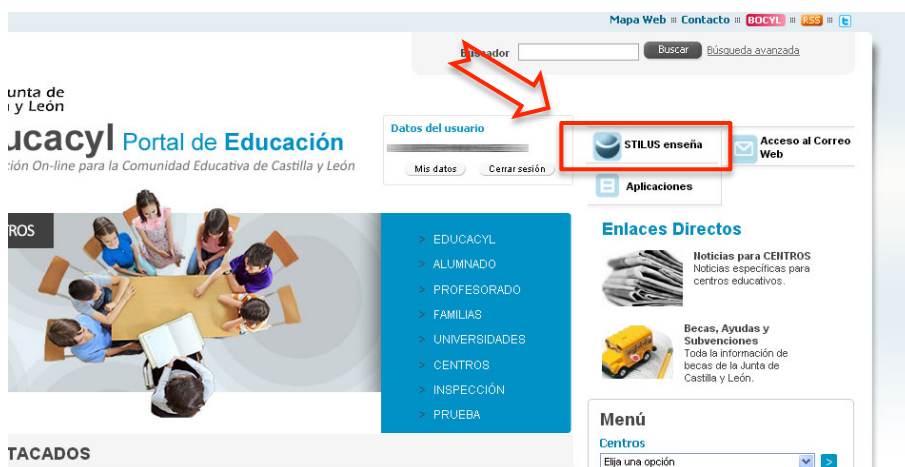 Mapa Web Contacto BOCYL RSS
Buscador Buscar Búsqueda avanzada
unta de
a y León
ucacyl Portal de Educación
ción On-line para la Comunidad Educativa de Castilla y León
Datos del usuario
Mis datos Cerrar sesión
STILUS enseña
Acceso al Correo
Web
Aplicaciones
TROS
> EDUCACYL
> ALUMNADO
> PROFESORADO
> FAMILIAS
> UNIVERSIDADES
> CENTROS
> INSPECCIÓN
> PRUEBA
Enlaces Directos
Noticias para CENTROS
Noticias específicas para
centros educativos.
Becas, Ayudas y
Subvenciones
Toda la información de
becas de la Junta de
Castilla y León.
Menú
Centros
Elija una opción
TACADOS